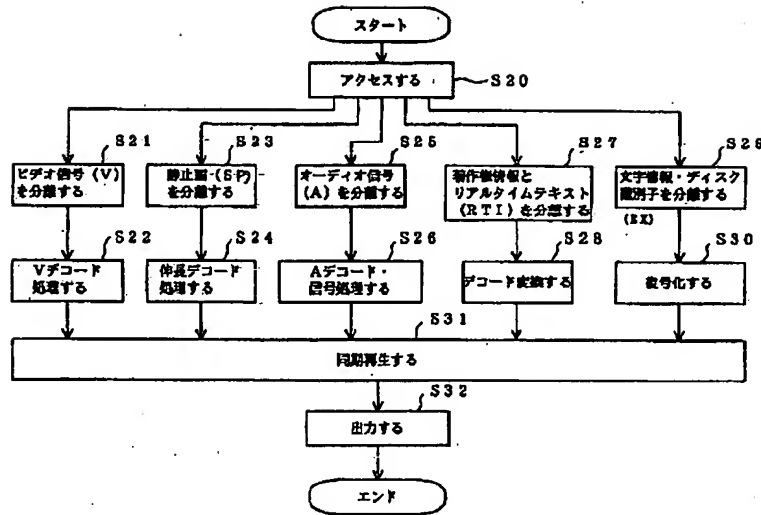 スタート
アクセスする
S20
S21
S23
S25
S27
S29
ビデオ信号(V)
を分離する
静止画(SP)
を分離する
オーディオ信号
(A)を分離する
著作権情報と
リアルタイムテキスト
(RTI)を分離する
文字情報・ディスク
識別子を分離する
(EX)
S22
S24
S26
S28
S30
Vデコード
処理する
伸長デコード
処理する
Aデコード・
信号処理する
デコード変換する
復号化する
S31
同期再生する
S32
出力する
エンド